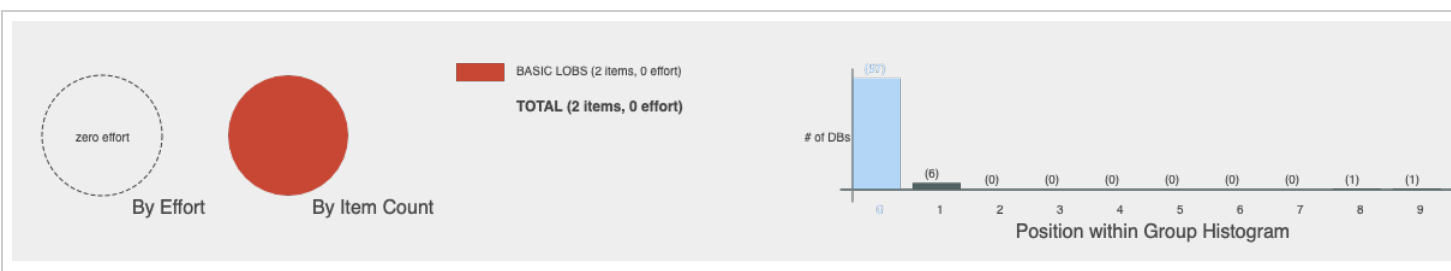 zero effort
By Effort
By Item Count
BASIC LOBS (2 items, 0 effort)
TOTAL (2 items, 0 effort)
# of DBs
(57)
(6)
(0)
(0)
(0)
(0)
(0)
(0)
(1)
(1)
0
1
2
3
4
5
6
7
8
9
Position within Group Histogram